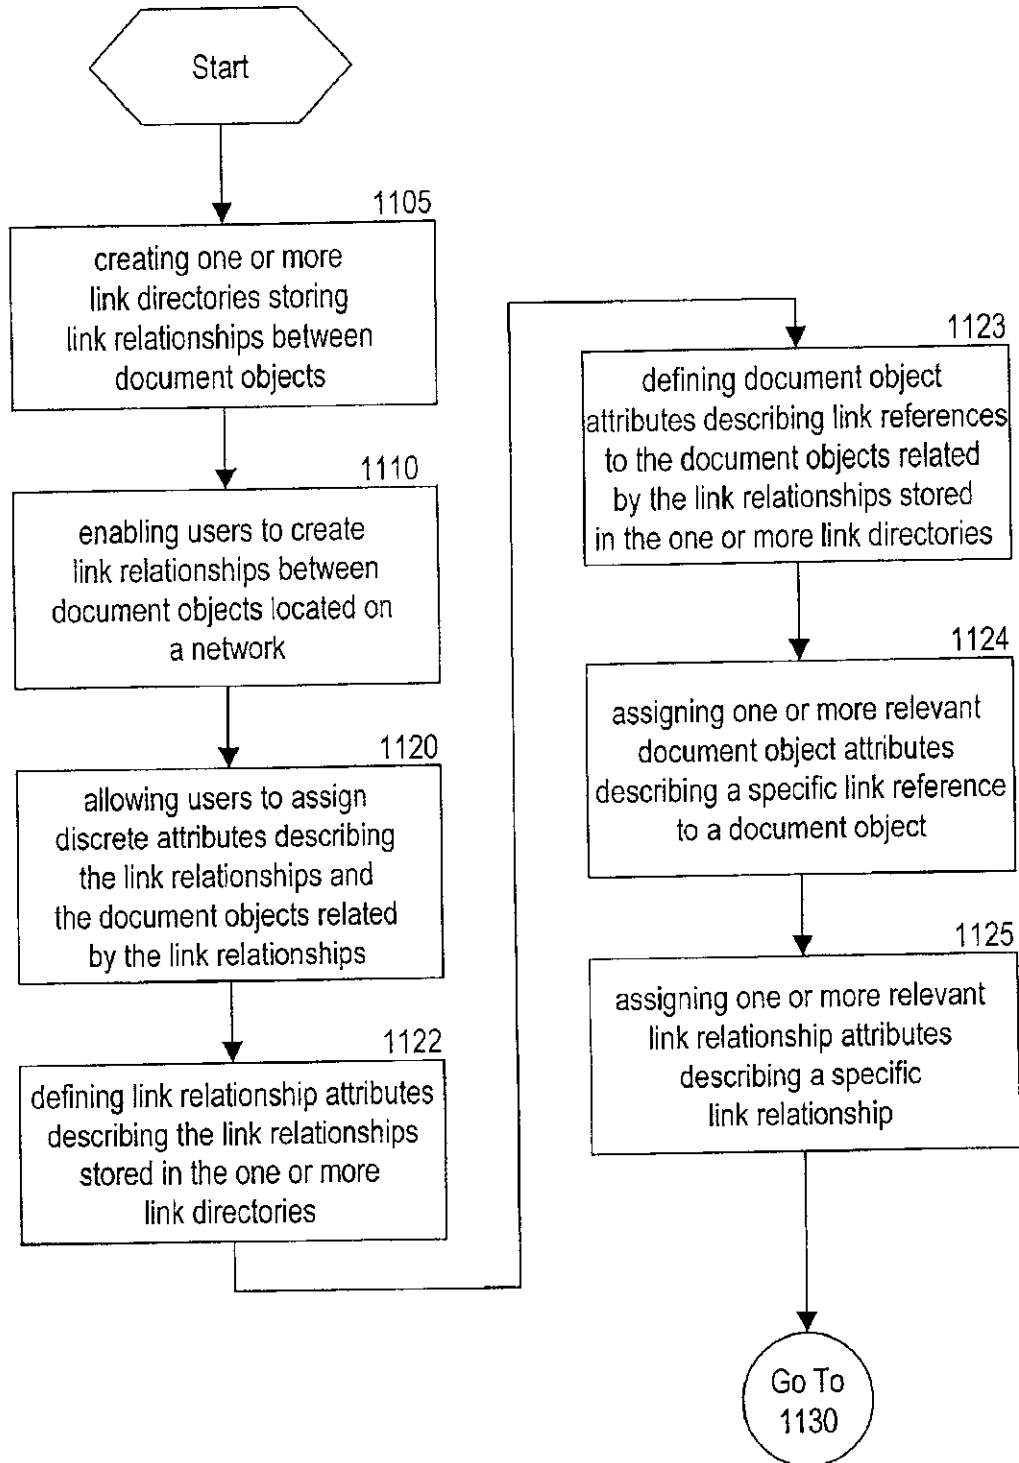 Start
1105
creating one or more
link directories storing
link relationships between
document objects
1110
enabling users to create
link relationships between
document objects located on
a network
1120
allowing users to assign
discrete attributes describing
the link relationships and
the document objects related
by the link relationships
1122
defining link relationship attributes
describing the link relationships
stored in the one or more
link directories
1123
defining document object
attributes describing link references
to the document objects related
by the link relationships stored
in the one or more link directories
1124
assigning one or more relevant
document object attributes
describing a specific link reference
to a document object
1125
assigning one or more relevant
link relationship attributes
describing a specific
link relationship
Go To
1130